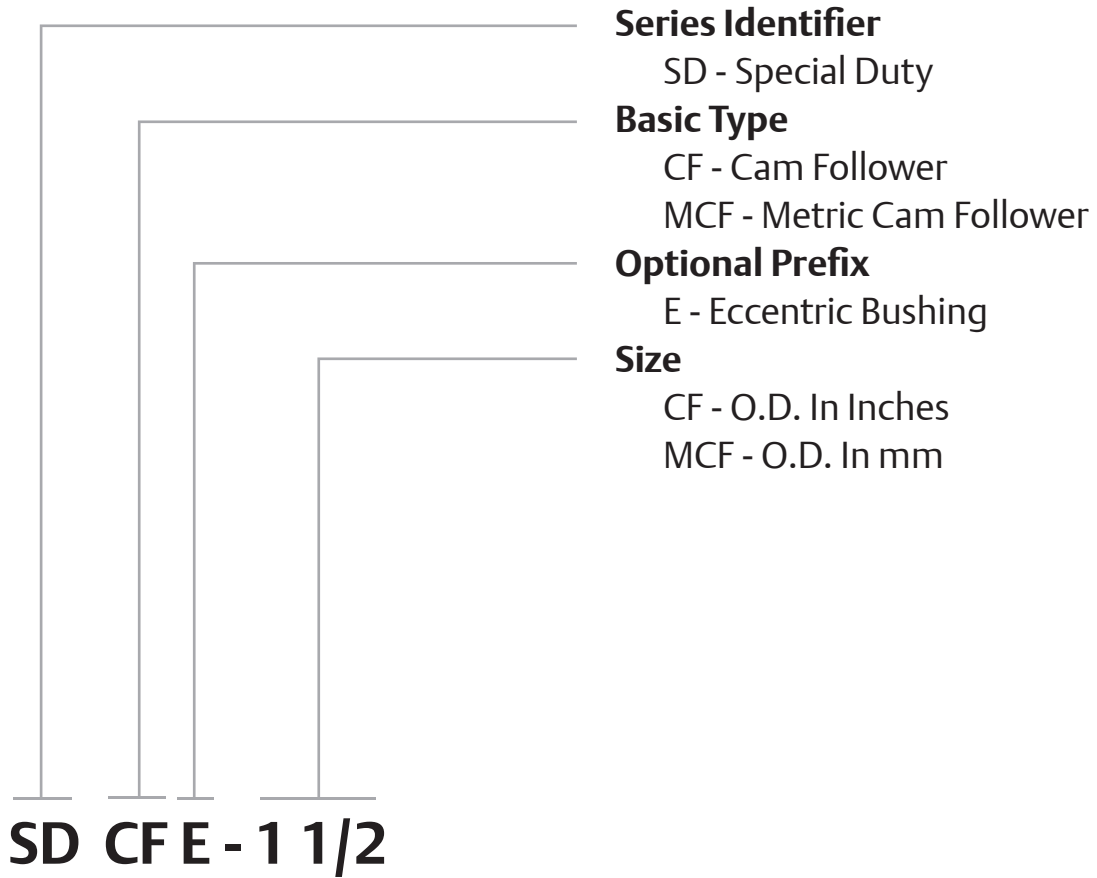 Series Identifier
SD - Special Duty
Basic Type
CF - Cam Follower
MCF - Metric Cam Follower
Optional Prefix
E - Eccentric Bushing
Size
CF - O.D. In Inches
MCF - O.D. In mm
SD CF E - 1 1/2